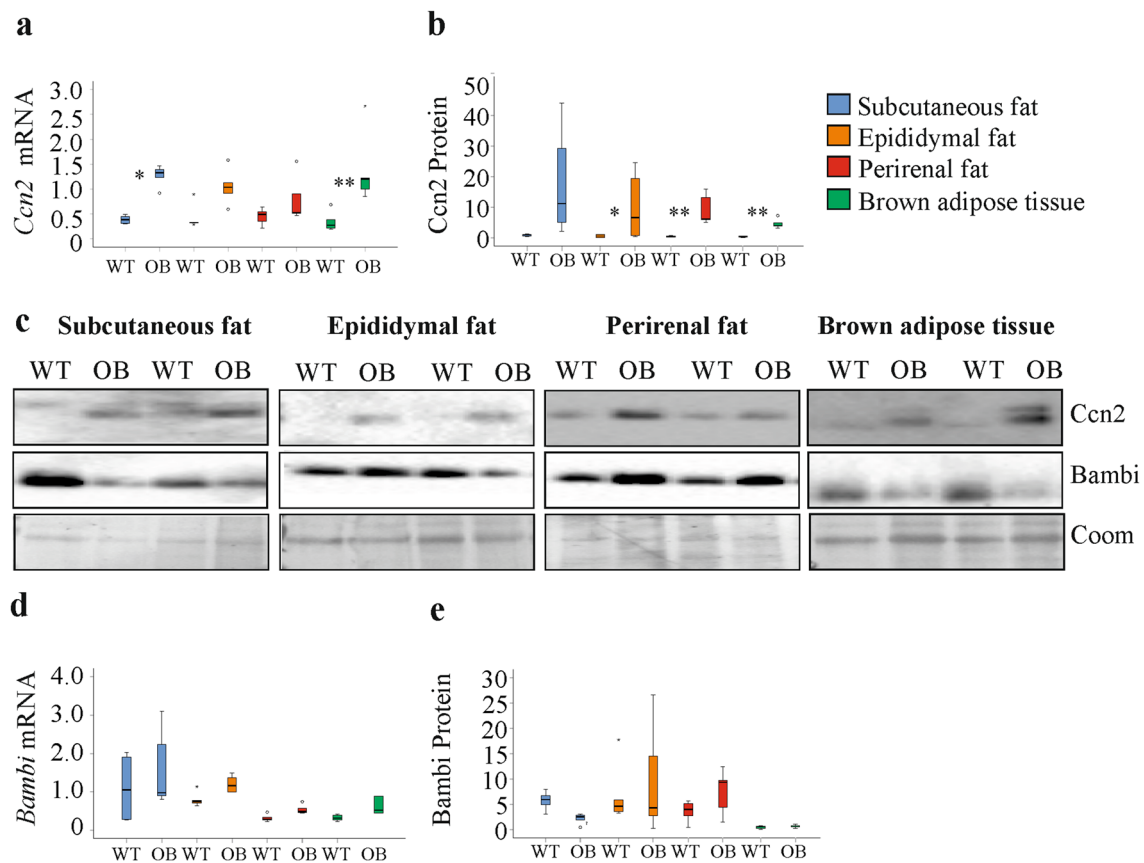 a
b
3.0
2.5
2.0
1.5
1.0
0.5
0
Ccn2 mRNA
*
**
WT OB WT OB WT OB WT OB
50
40
30
20
10
0
Ccn2 Protein
*
**
**
WT OB WT OB WT OB WT OB
Subcutaneous fat
Epididymal fat
Perirenal fat
Brown adipose tissue
c
Subcutaneous fat
Epididymal fat
Perirenal fat
Brown adipose tissue
WT OB WT OB
WT OB WT OB
WT OB WT OB
WT OB WT OB
Ccn2
Bambi
Coom
d
e
4.0
3.0
2.0
1.0
0
Bambi mRNA
WT OB WT OB WT OB WT OB
30
25
20
15
10
5
0
Bambi Protein
WT OB WT OB WT OB WT OB